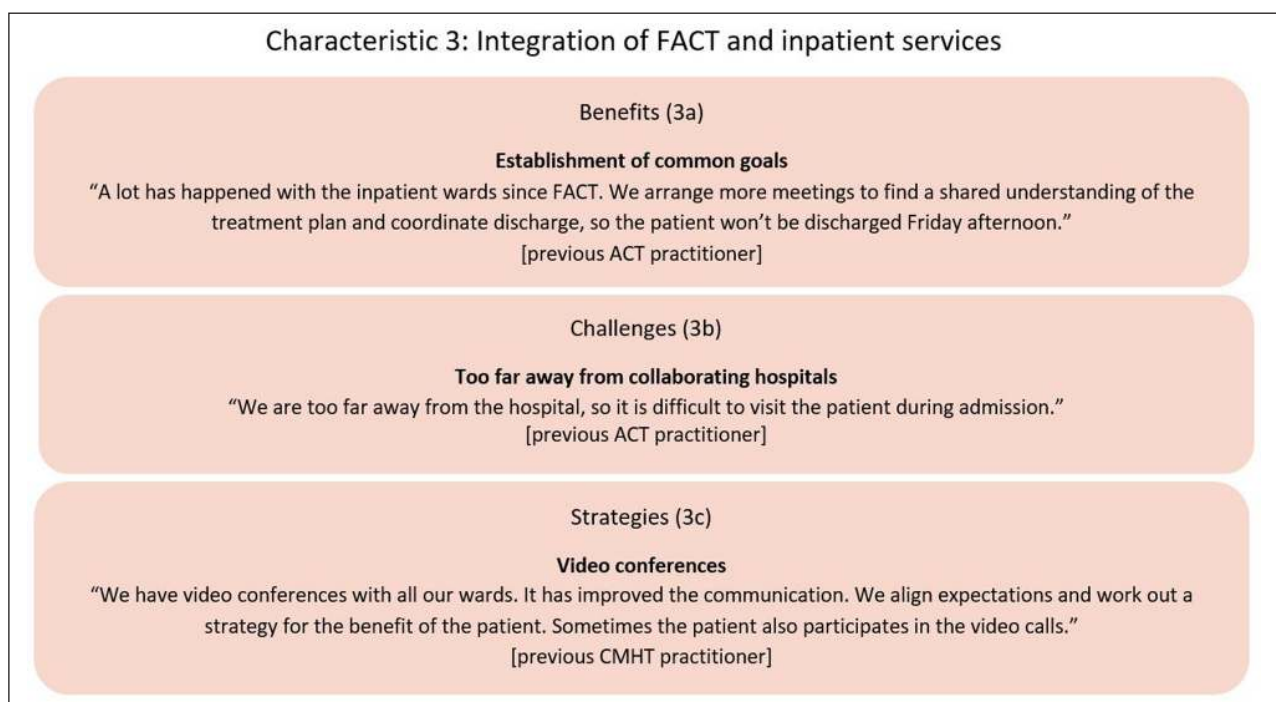 Characteristic 3: Integration of FACT and inpatient services
Benefits (3a)
Establishment of common goals
“A lot has happened with the inpatient wards since FACT. We arrange more meetings to find a shared understanding of the
treatment plan and coordinate discharge, so the patient won’t be discharged Friday afternoon.”
[previous ACT practitioner]
Challenges (3b)
Too far away from collaborating hospitals
“We are too far away from the hospital, so it is difficult to visit the patient during admission.”
[previous ACT practitioner]
Strategies (3c)
Video conferences
“We have video conferences with all our wards. It has improved the communication. We align expectations and work out a
strategy for the benefit of the patient. Sometimes the patient also participates in the video calls.”
[previous CMHT practitioner]